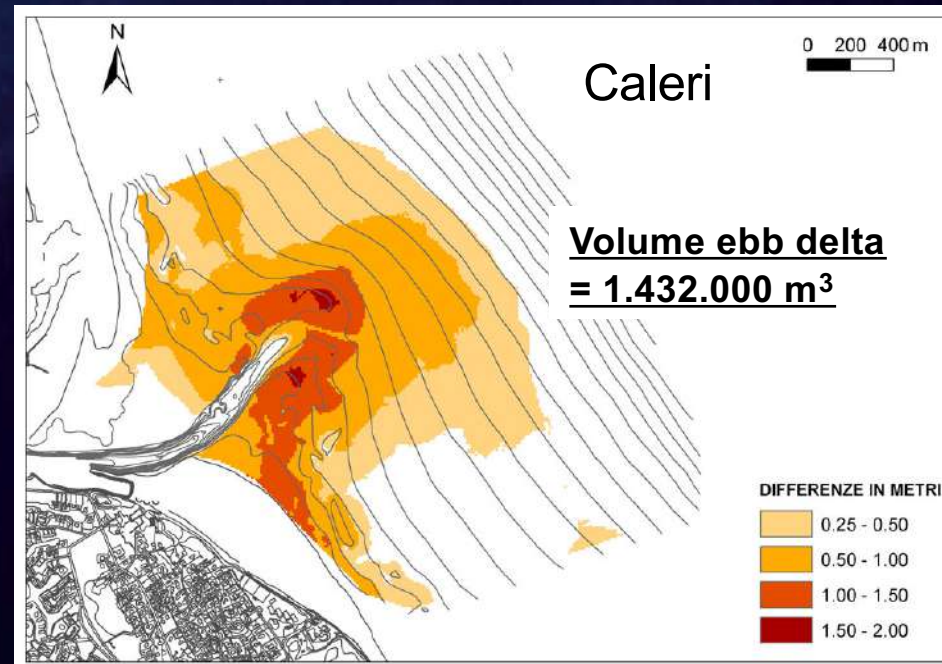 N
0 200 400 m
Caleri
Volume ebb delta
= 1.432.000 m³
DIFFERENZE IN METRI
0.25 - 0.50
0.50 - 1.00
1.00 - 1.50
1.50 - 2.00